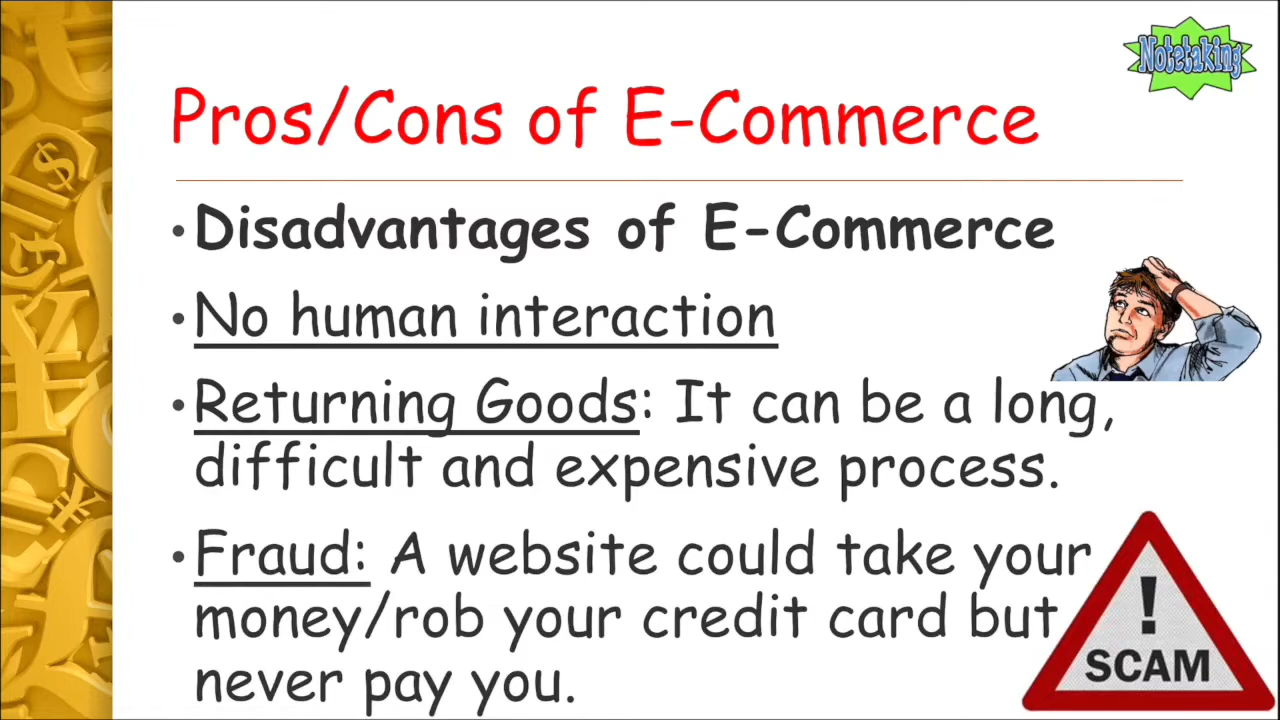 Notetaking
Pros/Cons of E-Commerce
•Disadvantages of E-Commerce
•No human interaction
•Returning Goods: It can be a long,
difficult and expensive process.
•Fraud: A website could take your
money/rob your credit card but
never pay you.
!
SCAM